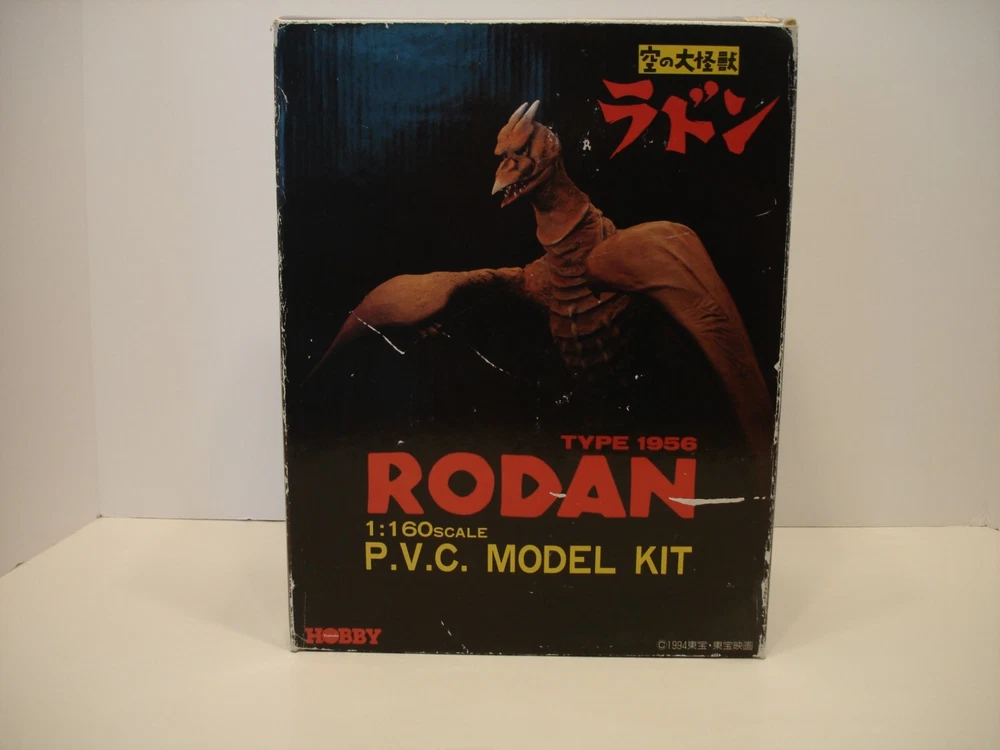 空の大怪獣
ラドン
TYPE 1956
RODAN
1:160SCALE
P.V.C. MODEL KIT
HOBBY
©1994東宝・東宝映画